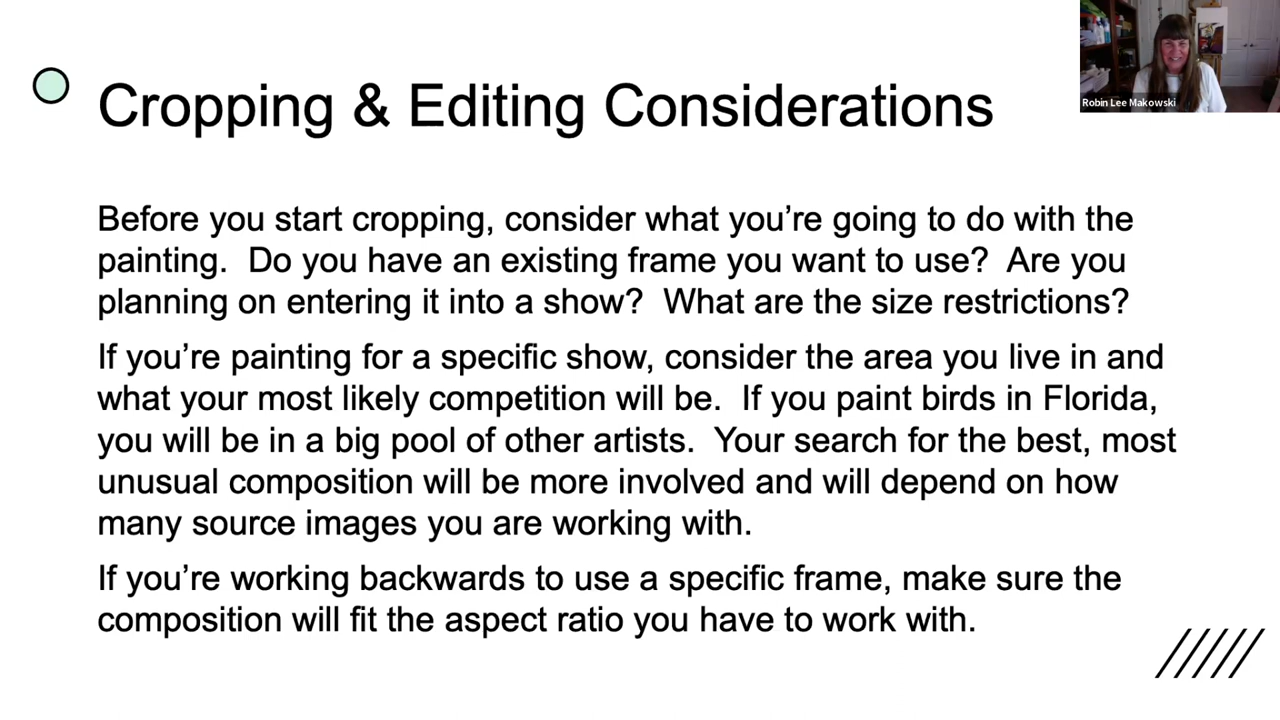 Robin Lee Makowski
Cropping & Editing Considerations
Before you start cropping, consider what you’re going to do with the
painting.  Do you have an existing frame you want to use?  Are you
planning on entering it into a show?  What are the size restrictions?
If you’re painting for a specific show, consider the area you live in and
what your most likely competition will be.  If you paint birds in Florida,
you will be in a big pool of other artists.  Your search for the best, most
unusual composition will be more involved and will depend on how
many source images you are working with.
If you’re working backwards to use a specific frame, make sure the
composition will fit the aspect ratio you have to work with.